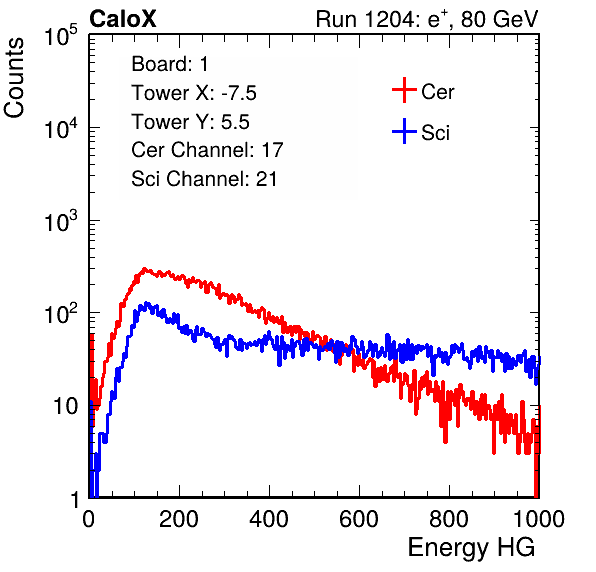 CaloX Run 1204: e⁺, 80 GeV
Counts
10⁵
10⁴
10³
10²
10
1
Board: 1
Tower X: -7.5
Tower Y: 5.5
Cer Channel: 17
Sci Channel: 21
Cer
Sci
0 200 400 600 800 1000
Energy HG